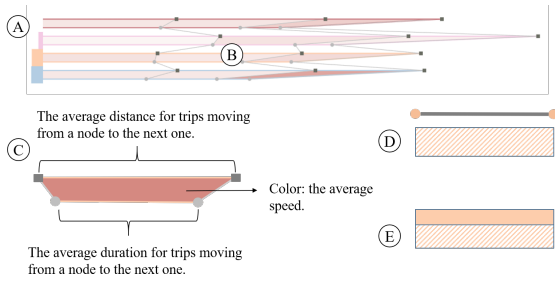 A
B
The average distance for trips moving
from a node to the next one.
C
D
Color: the average
speed.
E
The average duration for trips moving
from a node to the next one.